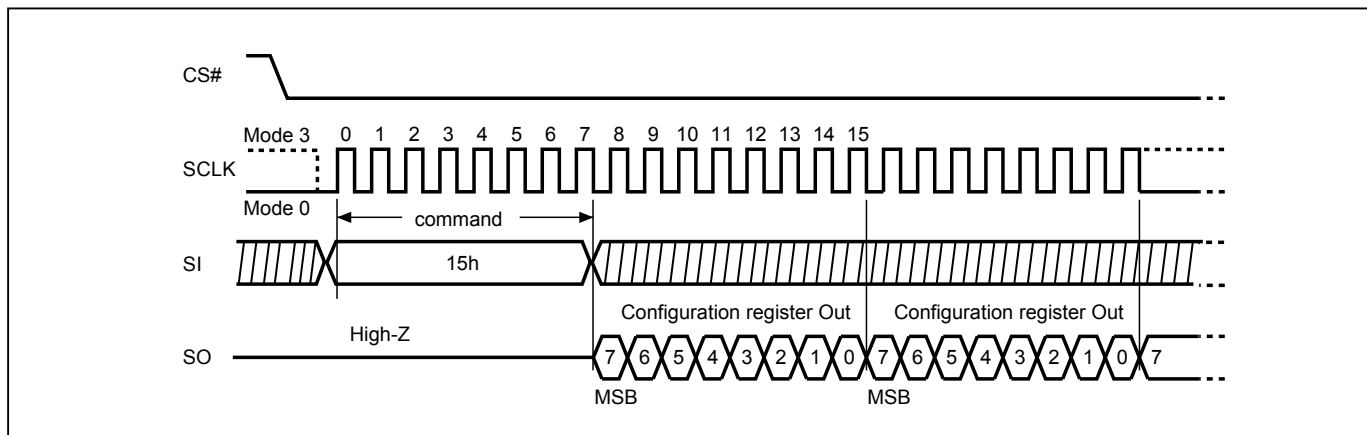 CS#
Mode 3
0 1 2 3 4 5 6 7 8 9 10 11 12 13 14 15
SCLK
Mode 0
command
SI
15h
Configuration register Out Configuration register Out
High-Z
SO
7 6 5 4 3 2 1 0 7 6 5 4 3 2 1 0 7
MSB MSB